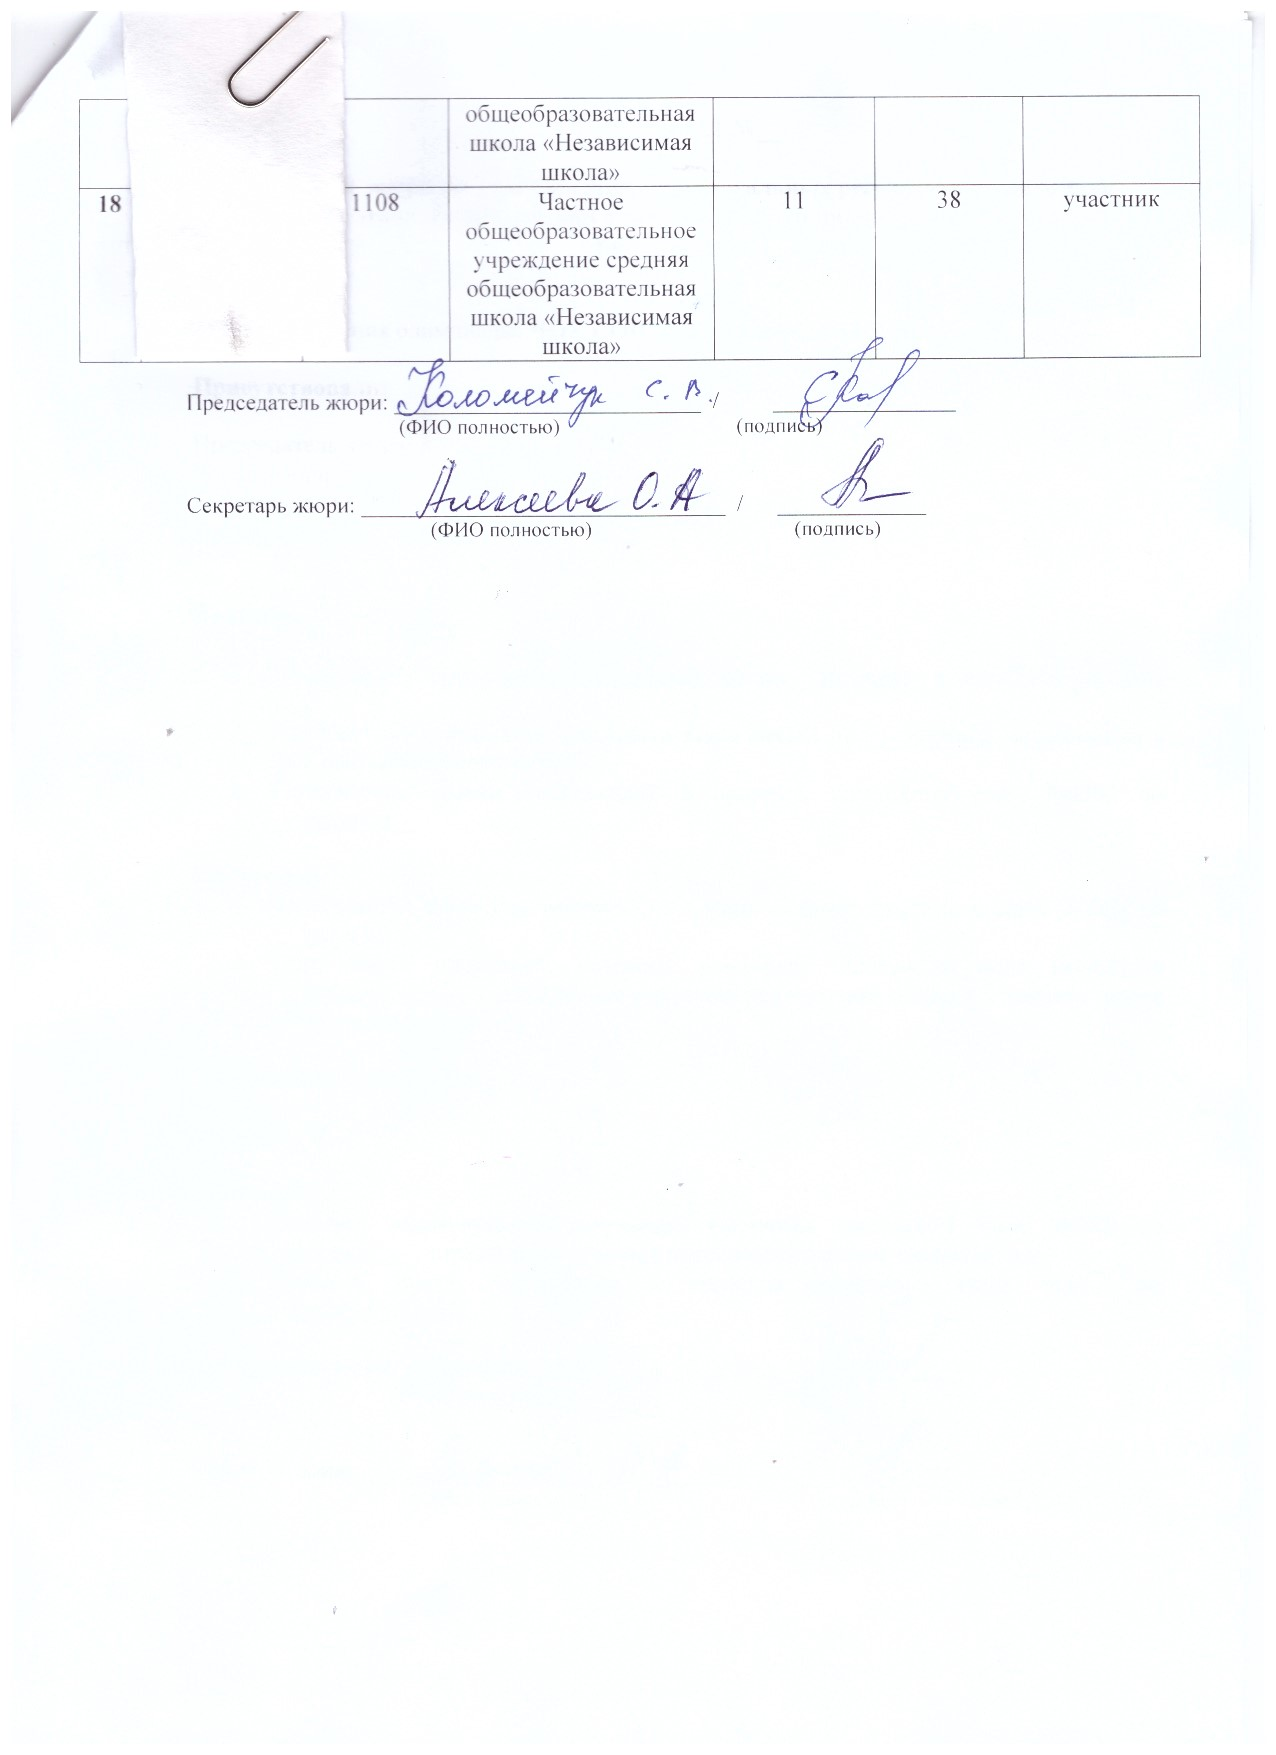 общеобразовательная
школа «Независимая
школа»
18 1108 Частное 11 38 участник
общеобразовательное
учреждение средняя
общеобразовательная
школа «Независимая
школа»
Председатель жюри: Коломейчук С. В. /
(ФИО полностью) (подпись)
Секретарь жюри: Алексеева О. А /
(ФИО полностью) (подпись)